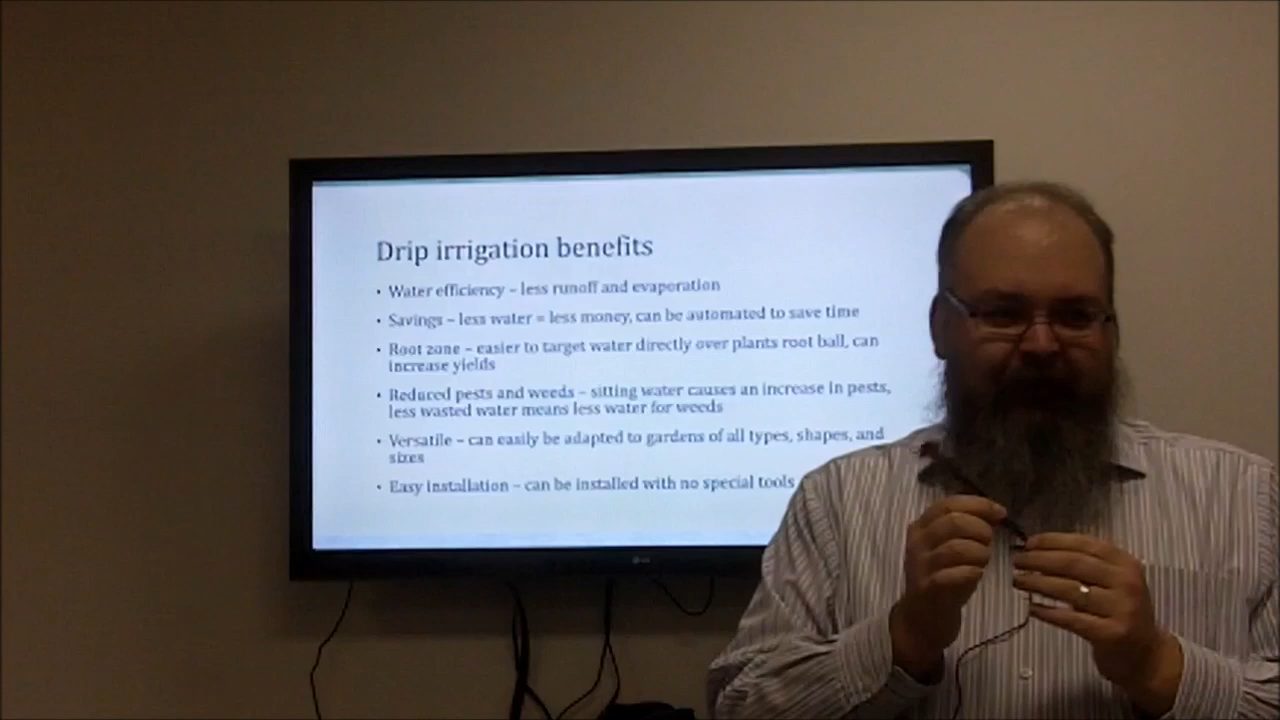 Drip irrigation benefits
• Water efficiency – less runoff and evaporation
• Savings – less water = less money, can be automated to save time
• Root zone – easier to target water directly over plants root ball, can
increase yields
• Reduced pests and weeds – sitting water causes an increase in pests,
less wasted water means less water for weeds
• Versatile – can easily be adapted to gardens of all types, shapes, and
sizes
• Easy installation – can be installed with no special tools
LG